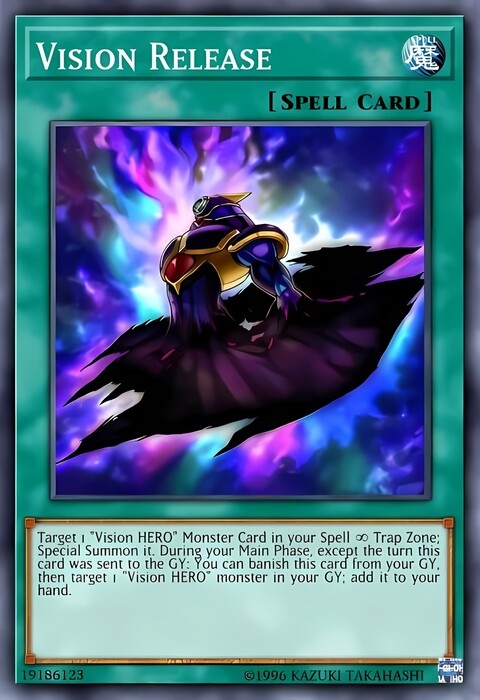 VISION RELEASE
魔
[SPELL CARD]
Target 1 "Vision HERO" Monster Card in your Spell ∞ Trap Zone;
Special Summon it. During your Main Phase, except the turn this
card was sent to the GY: You can banish this card from your GY,
then target 1 "Vision HERO" monster in your GY; add it to your
hand.
19186123
©1996 KAZUKI TAKAHASHI